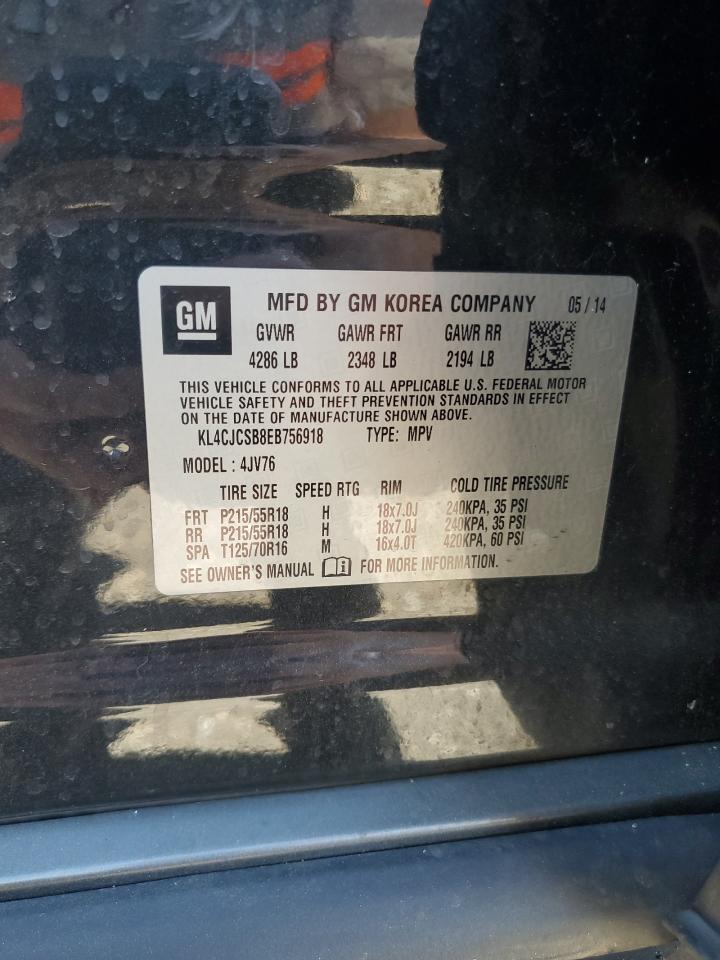 GM MFD BY GM KOREA COMPANY 05 / 14
GVWR GAWR FRT GAWR RR
4286 LB 2348 LB 2194 LB
THIS VEHICLE CONFORMS TO ALL APPLICABLE U.S. FEDERAL MOTOR
VEHICLE SAFETY AND THEFT PREVENTION STANDARDS IN EFFECT
ON THE DATE OF MANUFACTURE SHOWN ABOVE.
KL4CJCSB8EB756918 TYPE: MPV
MODEL : 4JV76
TIRE SIZE SPEED RTG RIM COLD TIRE PRESSURE
FRT P215/55R18 H 18x7.0J 240KPA, 35 PSI
RR P215/55R18 H 18x7.0J 240KPA, 35 PSI
SPA T125/70R16 M 16x4.0T 420KPA, 60 PSI
SEE OWNER'S MANUAL FOR MORE INFORMATION.